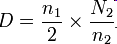 D = n₁/2 × N₂/n₂.